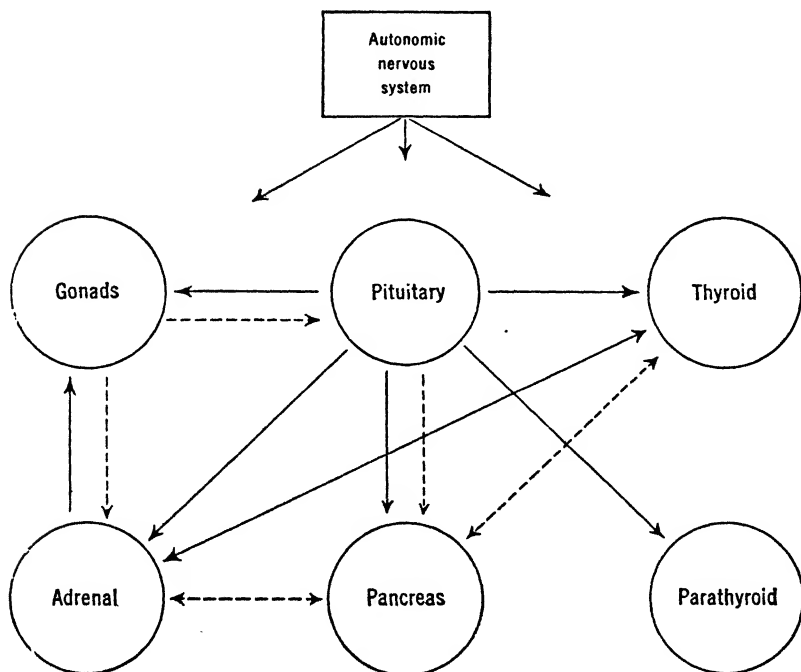 Autonomic
nervous
system
Gonads
Pituitary
Thyroid
Adrenal
Pancreas
Parathyroid